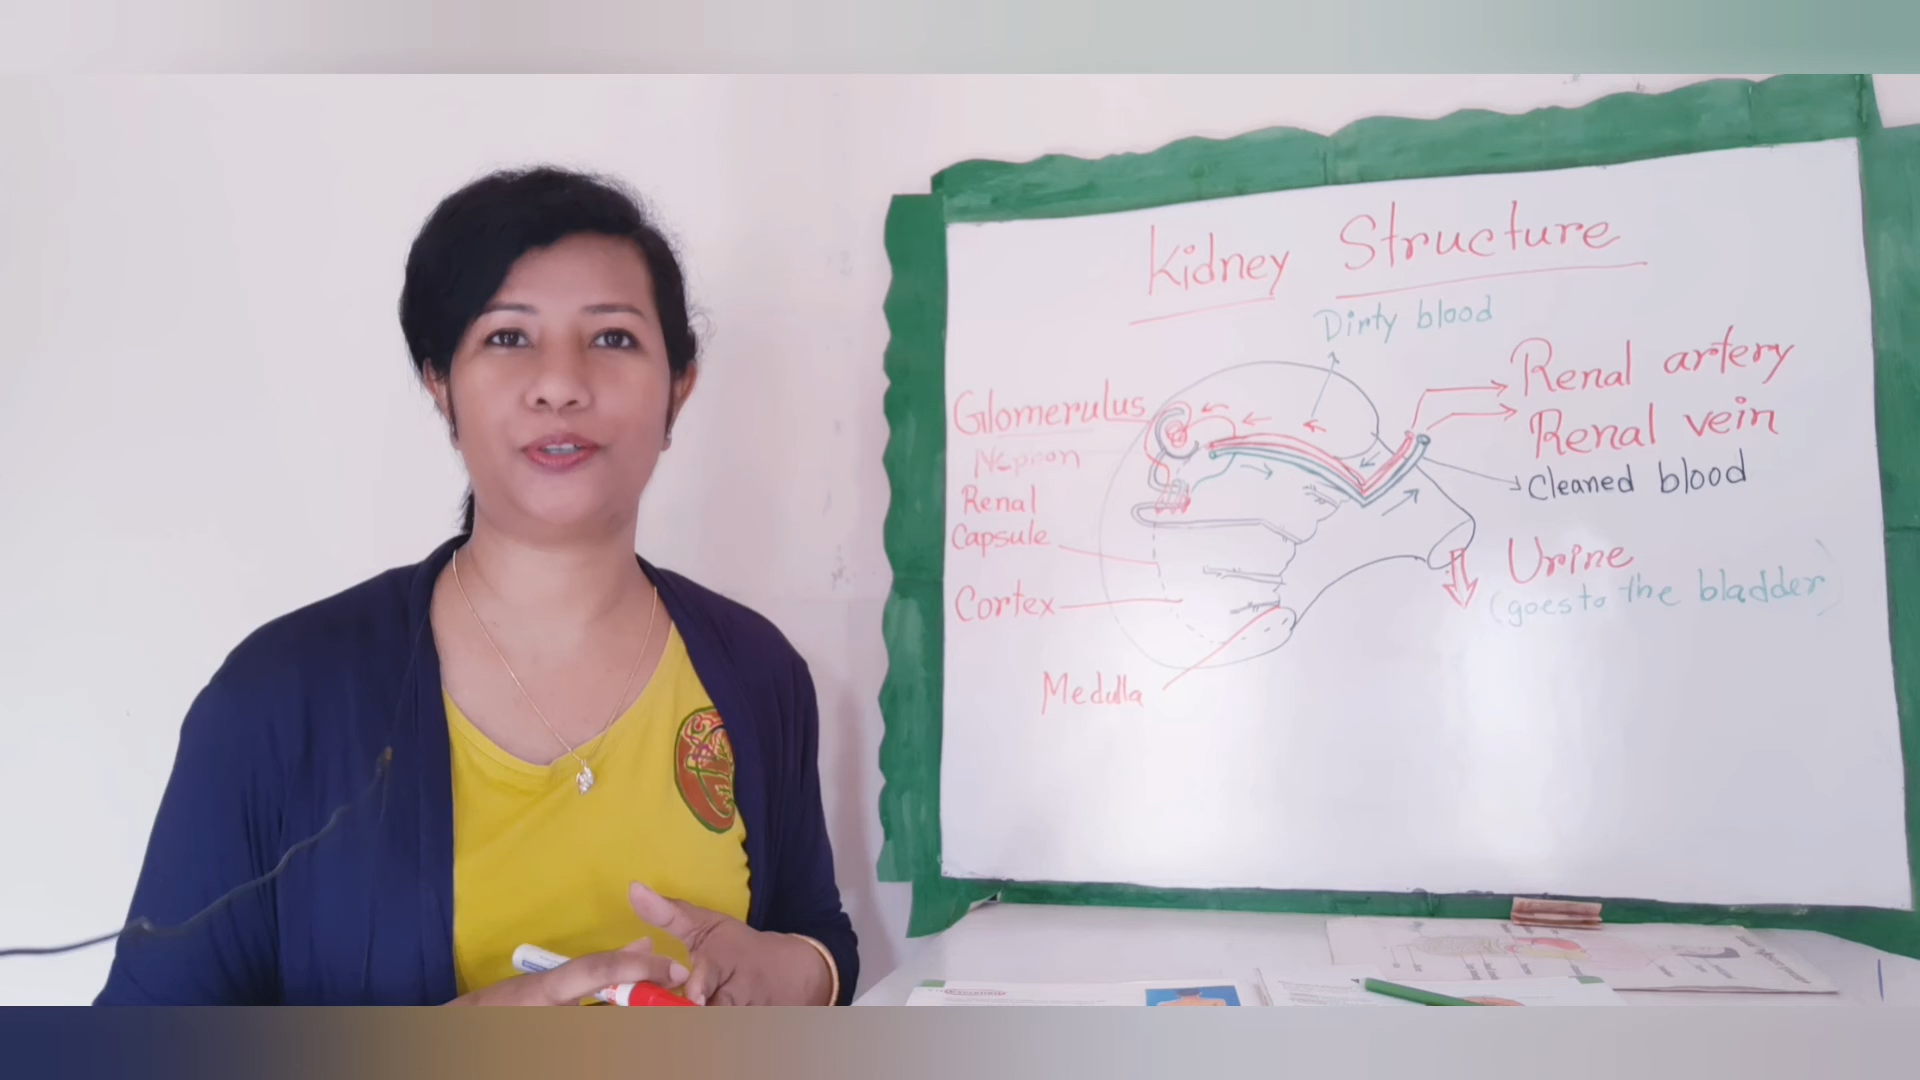 Kidney Structure
Dirty blood
Renal artery
Glomerulus
Renal vein
Nephron
Cleaned blood
Renal
Capsule
Urine
(goes to the bladder)
Cortex
Medulla